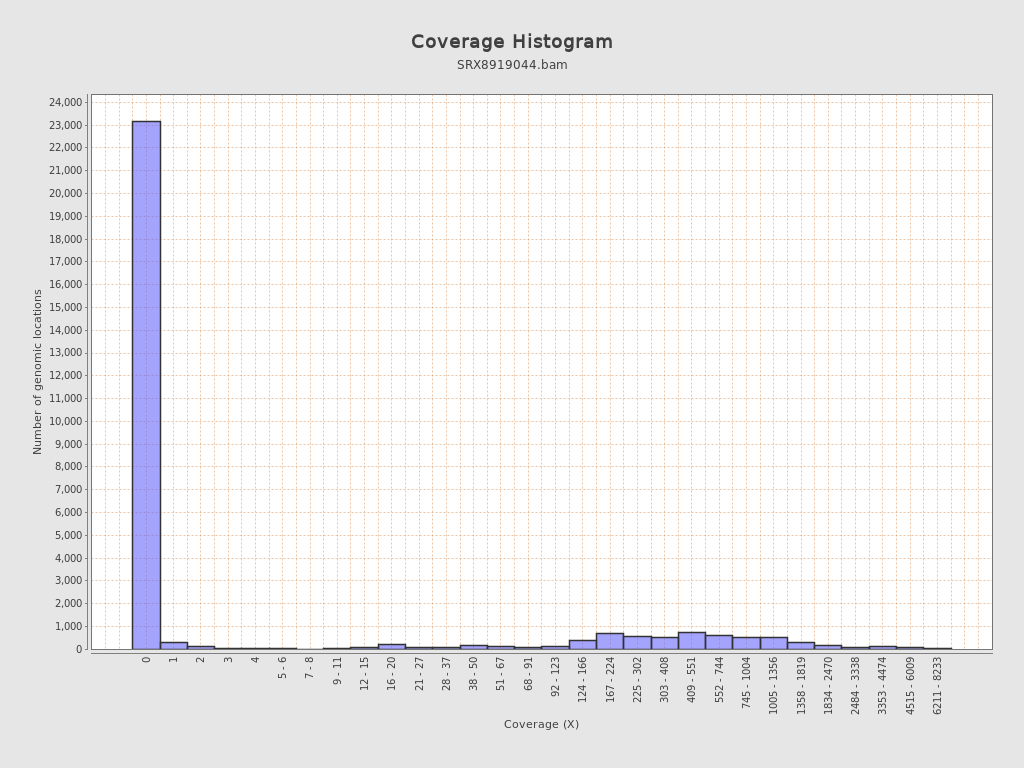 Coverage Histogram
SRX8919044.bam
24,000
23,000
22,000
21,000
20,000
19,000
18,000
17,000
16,000
15,000
14,000
13,000
12,000
11,000
10,000
9,000
8,000
7,000
6,000
5,000
4,000
3,000
2,000
1,000
0
Number of genomic locations
0
1
2
3
4
5 - 6
7 - 8
9 - 11
12 - 15
16 - 20
21 - 27
28 - 37
38 - 50
51 - 67
68 - 91
92 - 123
124 - 166
167 - 224
225 - 302
303 - 408
409 - 551
552 - 744
745 - 1004
1005 - 1356
1358 - 1819
1834 - 2470
2484 - 3338
3353 - 4474
4515 - 6009
6211 - 8233
Coverage (X)